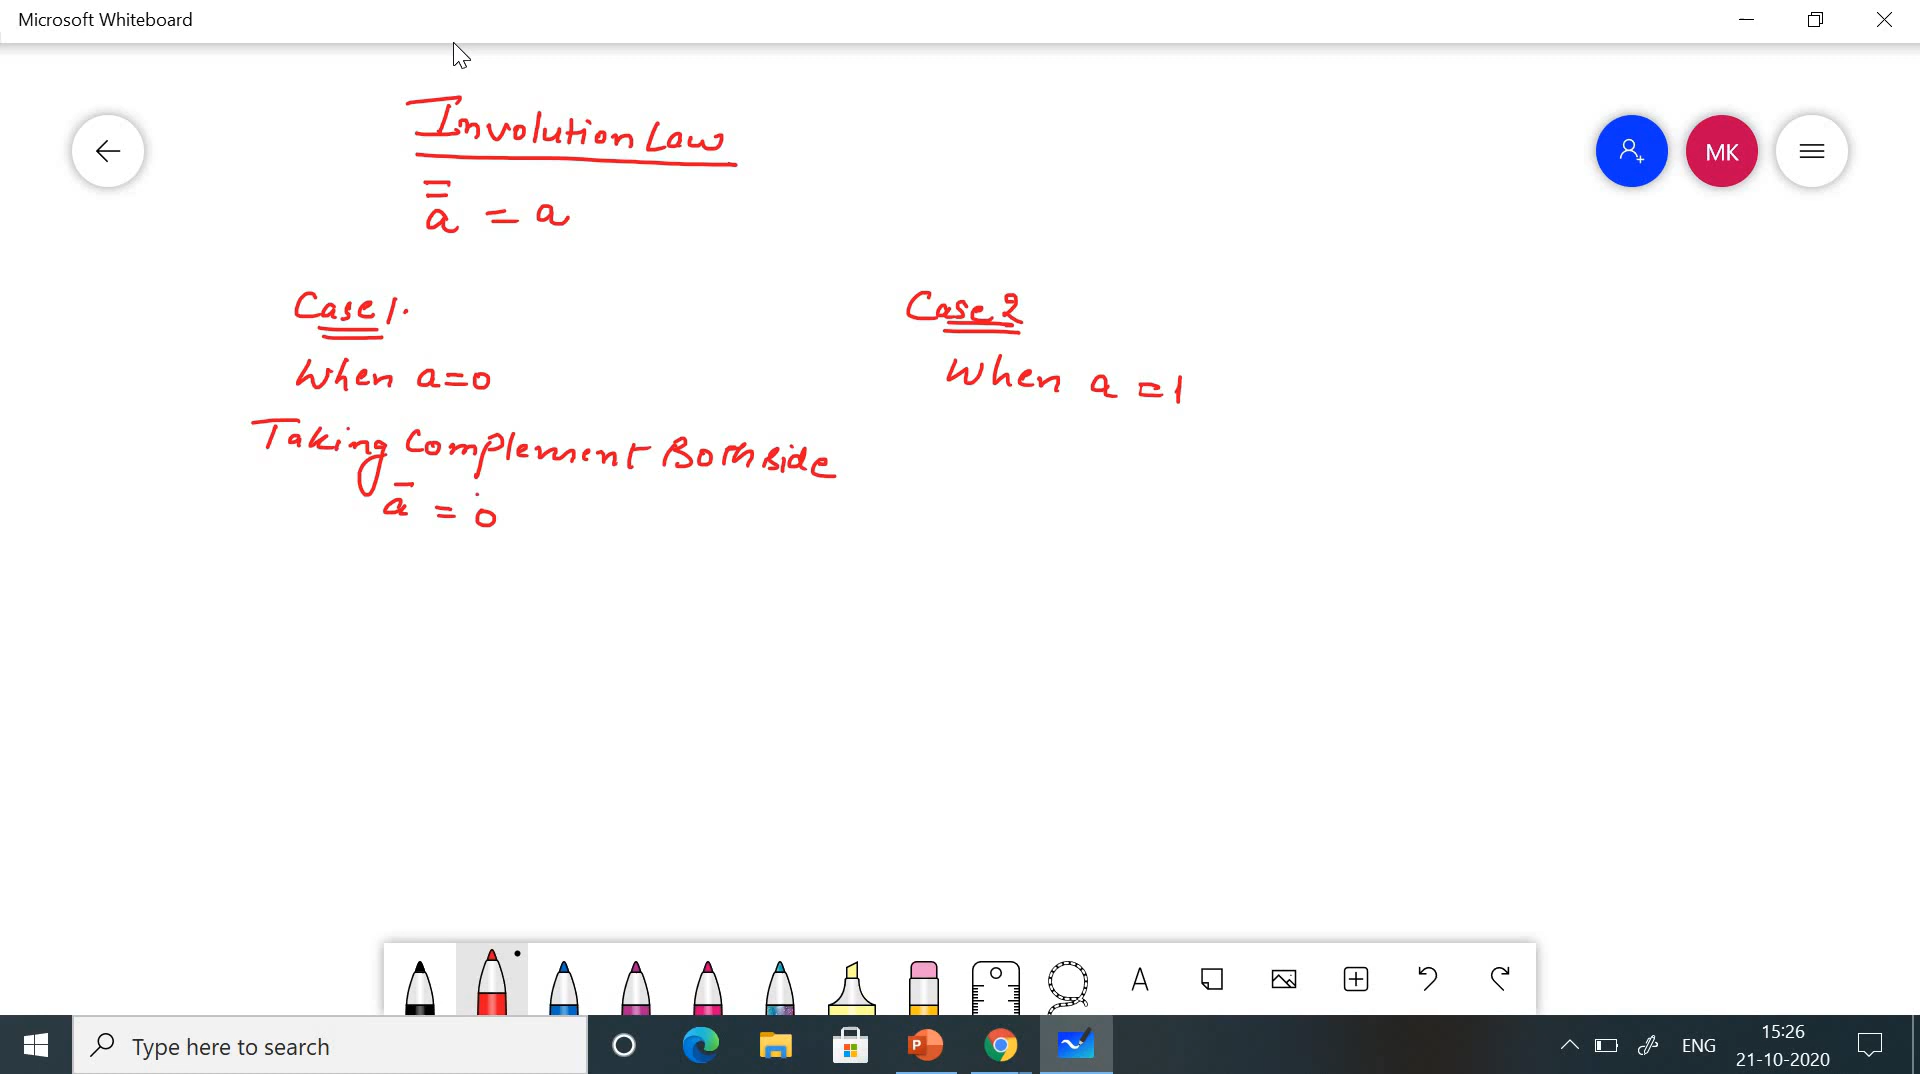 Microsoft Whiteboard
Involution Law
a̿ = a
MK
Case 1.
When a=0
Taking Complement Both side
a̅ = 0
Case 2
When a = 1
A
Type here to search
P
ENG
15:26
21-10-2020